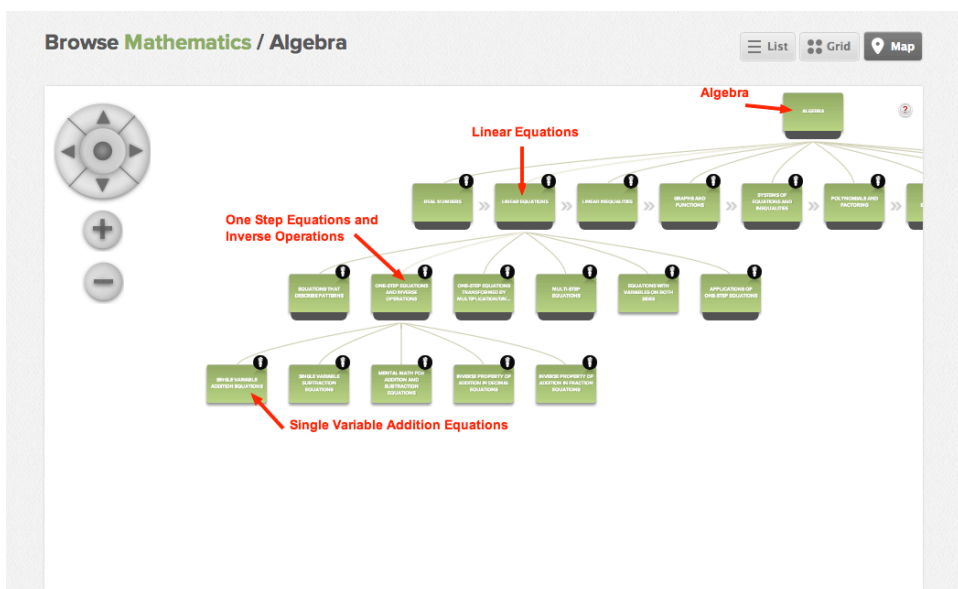 Browse Mathematics / Algebra
List
Grid
Map
Algebra
ALGEBRA
?
Linear Equations
REAL NUMBERS
LINEAR EQUATIONS
LINEAR INEQUALITIES
GRAPHS AND
FUNCTIONS
SYSTEMS OF
EQUATIONS AND
INEQUALITIES
POLYNOMIALS AND
FACTORING
One Step Equations and
Inverse Operations
EQUATIONS THAT
DESCRIBE PATTERNS
ONE-STEP EQUATIONS
AND INVERSE
OPERATIONS
ONE-STEP EQUATIONS
TRANSFORMED BY
MULTIPLICATION/DIV...
MULTI-STEP
EQUATIONS
EQUATIONS WITH
VARIABLES ON BOTH
SIDES
APPLICATIONS OF
ONE-STEP EQUATIONS
SINGLE VARIABLE
ADDITION EQUATIONS
SINGLE VARIABLE
SUBTRACTION
EQUATIONS
MENTAL MATH FOR
ADDITION AND
SUBTRACTION
EQUATIONS
INVERSE PROPERTY OF
ADDITION IN DECIMAL
EQUATIONS
INVERSE PROPERTY OF
ADDITION IN FRACTION
EQUATIONS
Single Variable Addition Equations